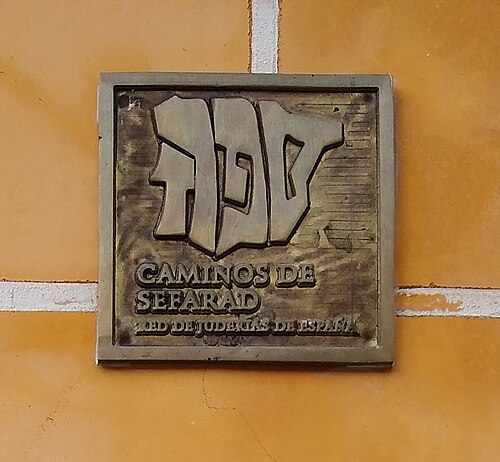 ספרד
CAMINOS DE
SEFARAD
RED DE JUDERÍAS DE ESPAÑA